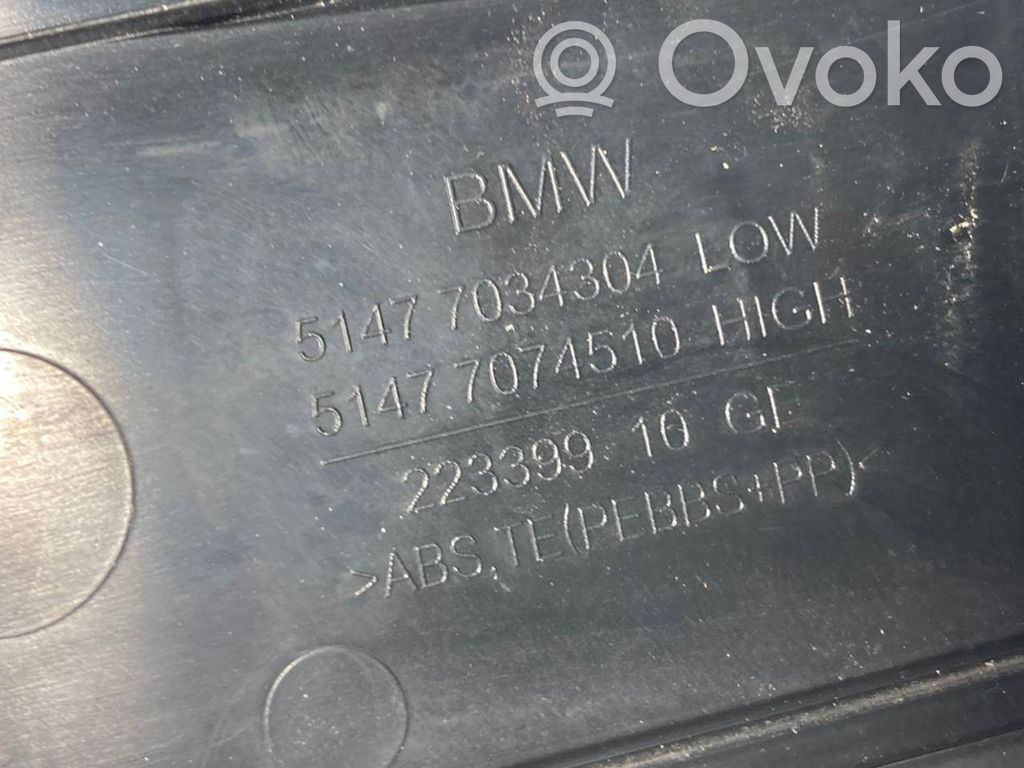 Ovoko
BMW
5147 7034304 LOW
5147 7074510 HIGH
223399 10 GE
>ABS,TE(PEBBS+PP)<